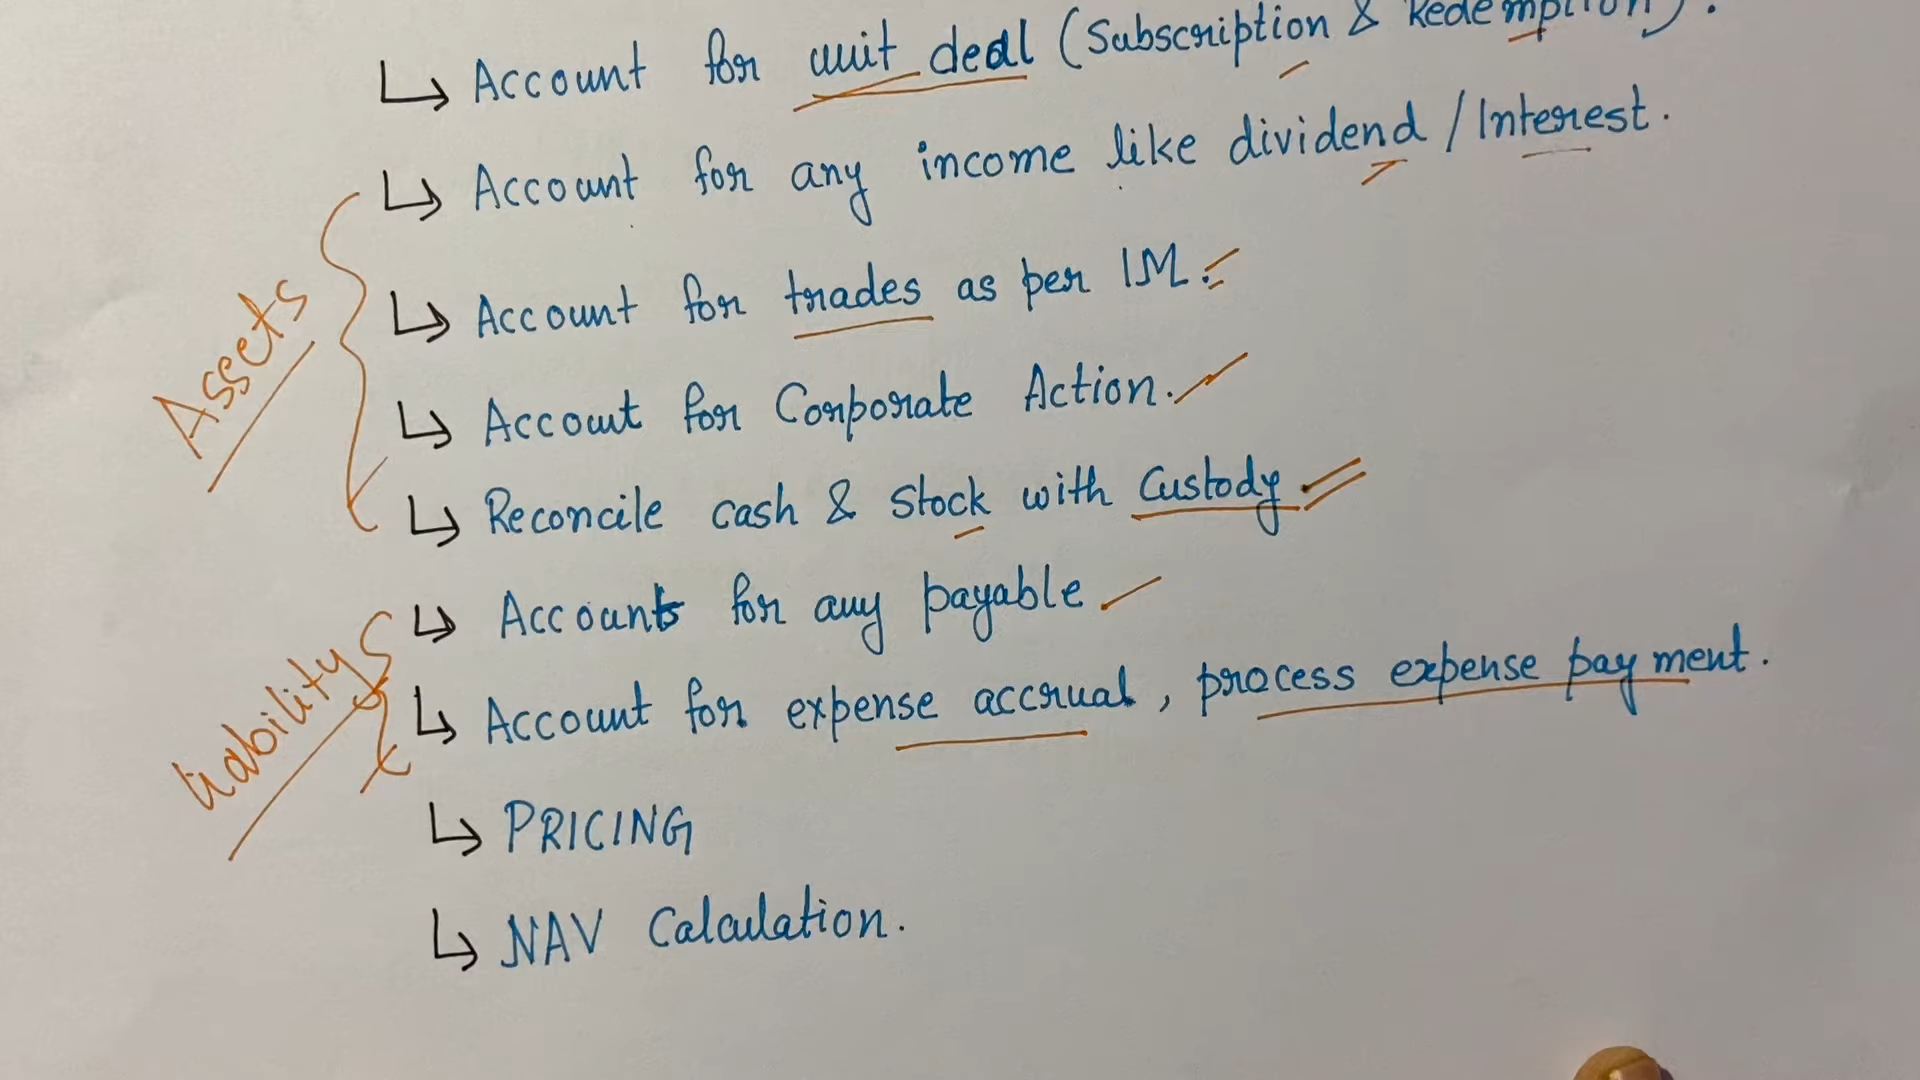 ↳ Account for unit deal (Subscription & Redemption).
↳ Account for any income like dividend / Interest.
Assets
↳ Account for trades as per IM.
↳ Account for Corporate Action.
↳ Reconcile cash & Stock with Custody
↳ Accounts for any payable
Liability
↳ Account for expense accrual, process expense payment.
↳ PRICING
↳ NAV Calculation.